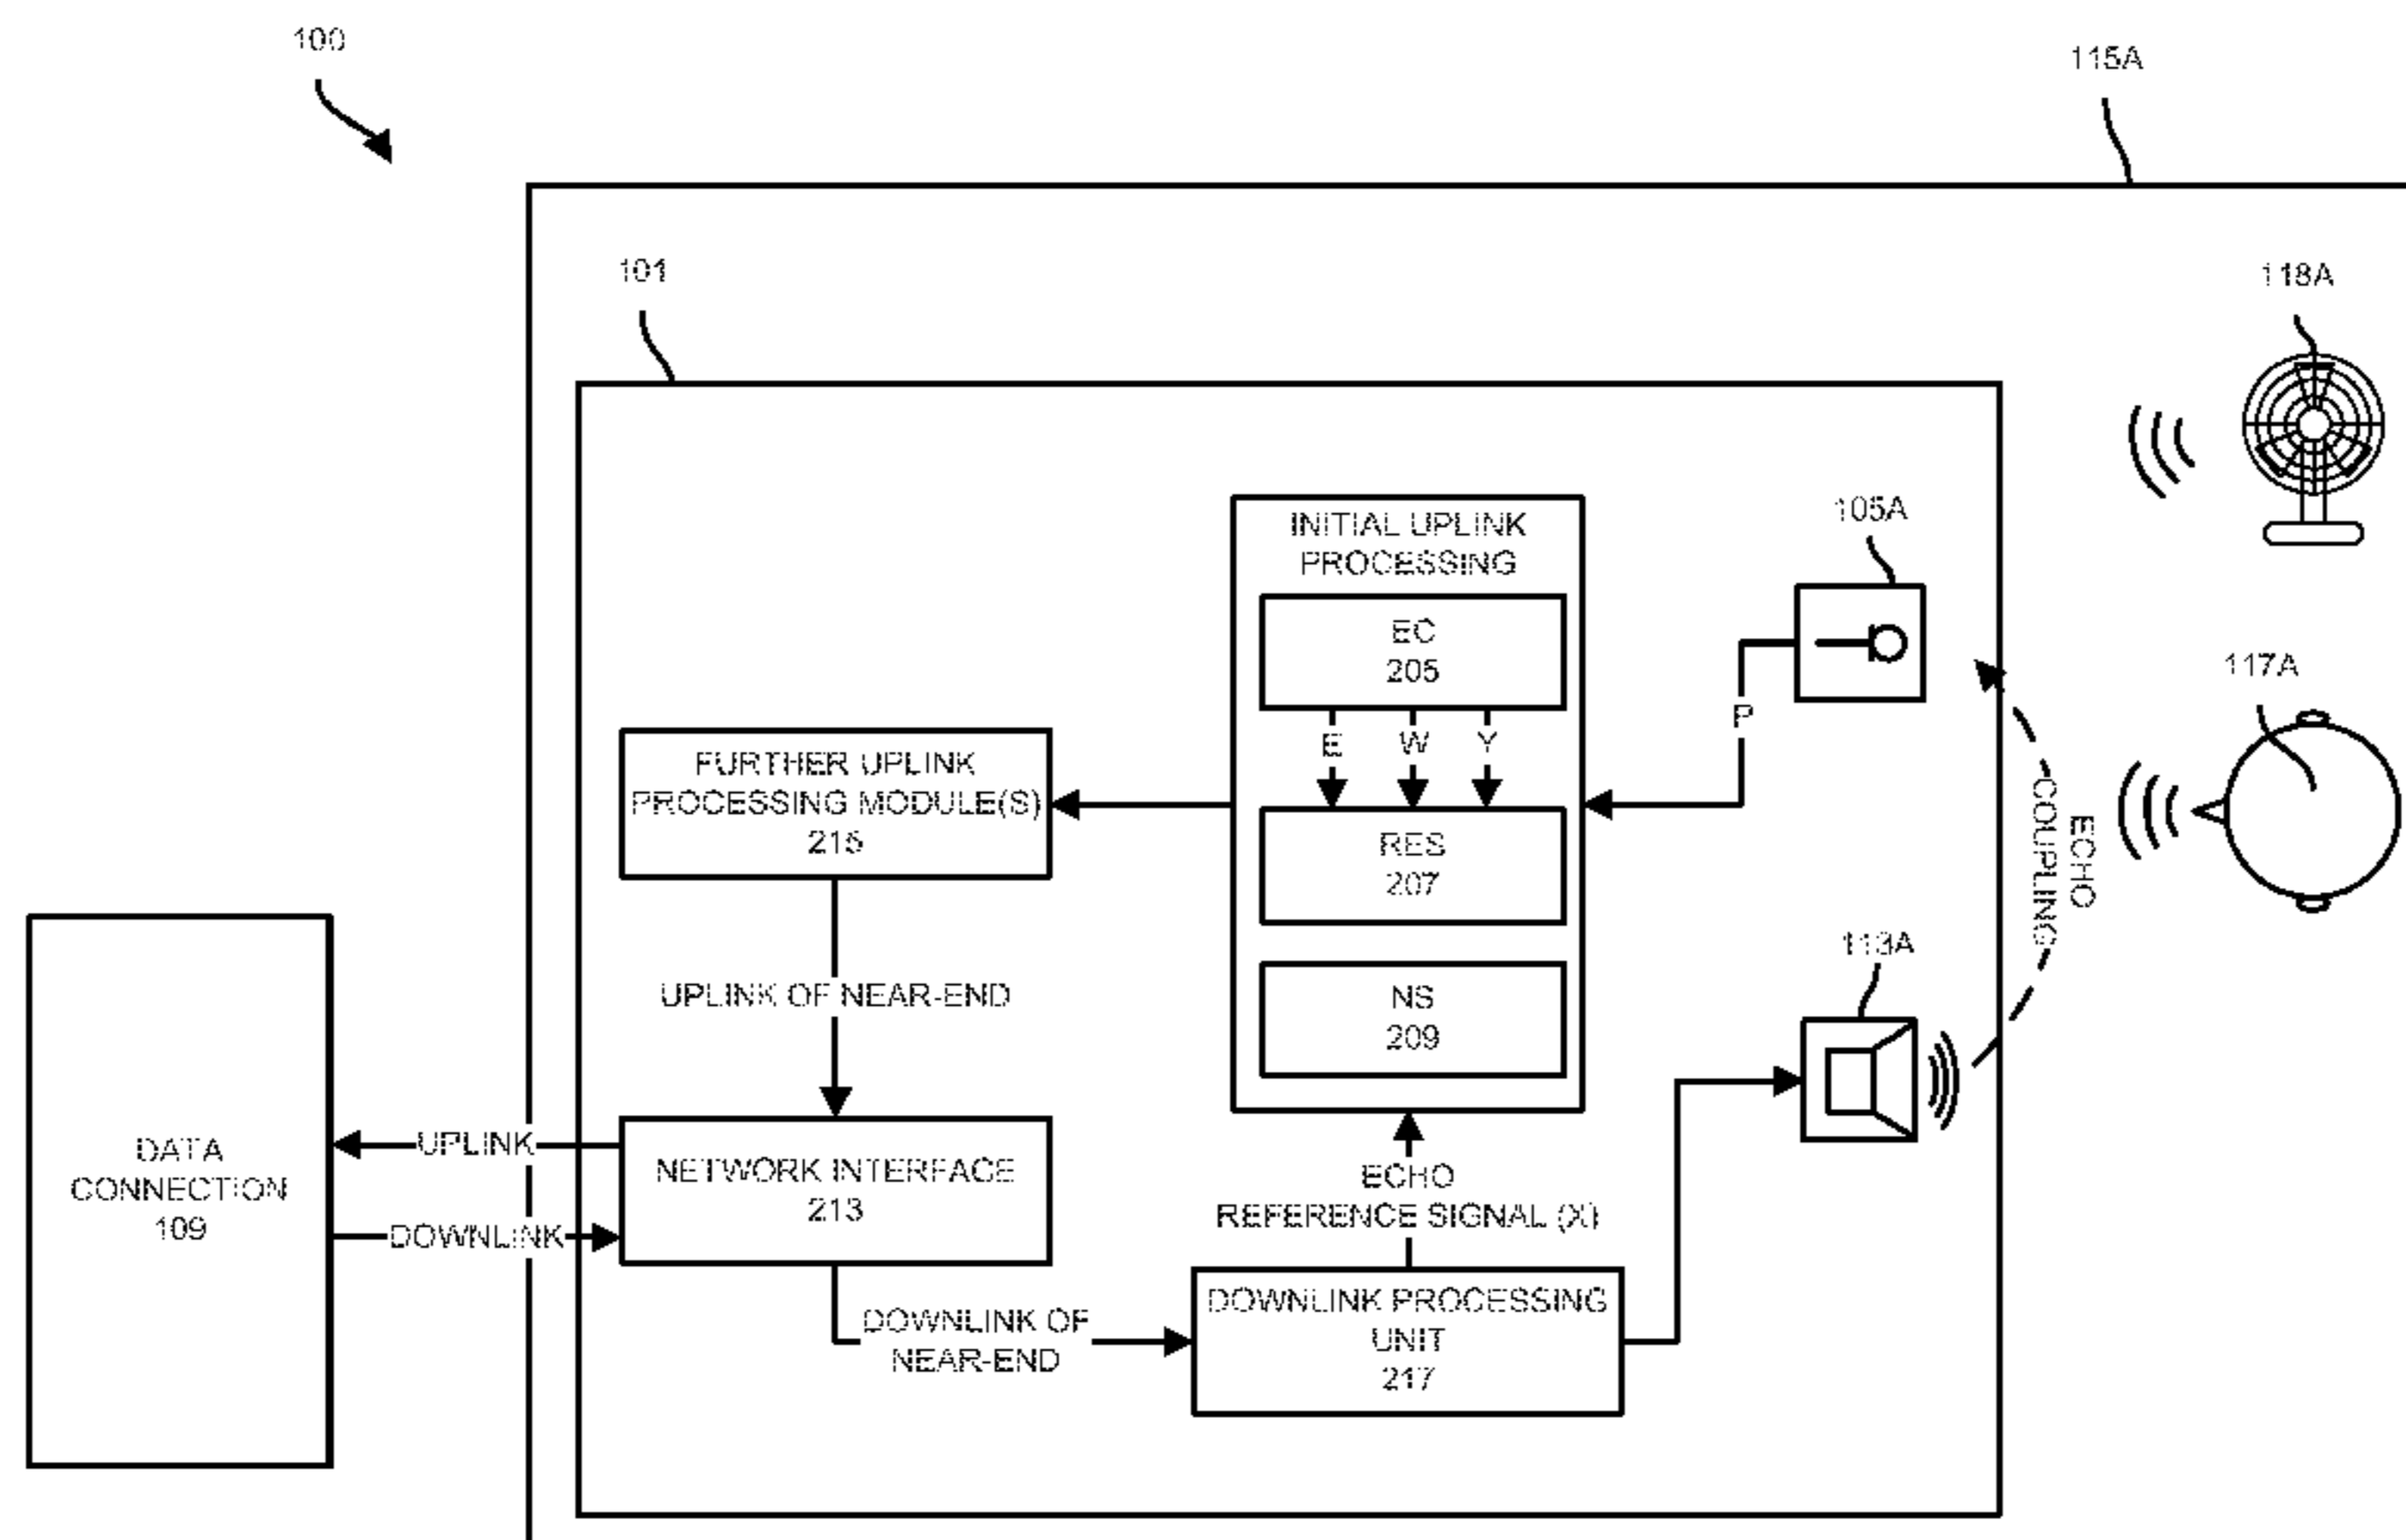 100
115A
101
118A
105A
INITIAL UPLINK
PROCESSING
EC
205
E W Y
P
117A
FURTHER UPLINK
PROCESSING MODULE(S)
215
RES
207
ECHO
COUPLING
113A
UPLINK OF NEAR-END
NS
209
DATA
CONNECTION
109
UPLINK
DOWNLINK
NETWORK INTERFACE
213
ECHO
REFERENCE SIGNAL (X)
DOWNLINK OF
NEAR-END
DOWNLINK PROCESSING
UNIT
217